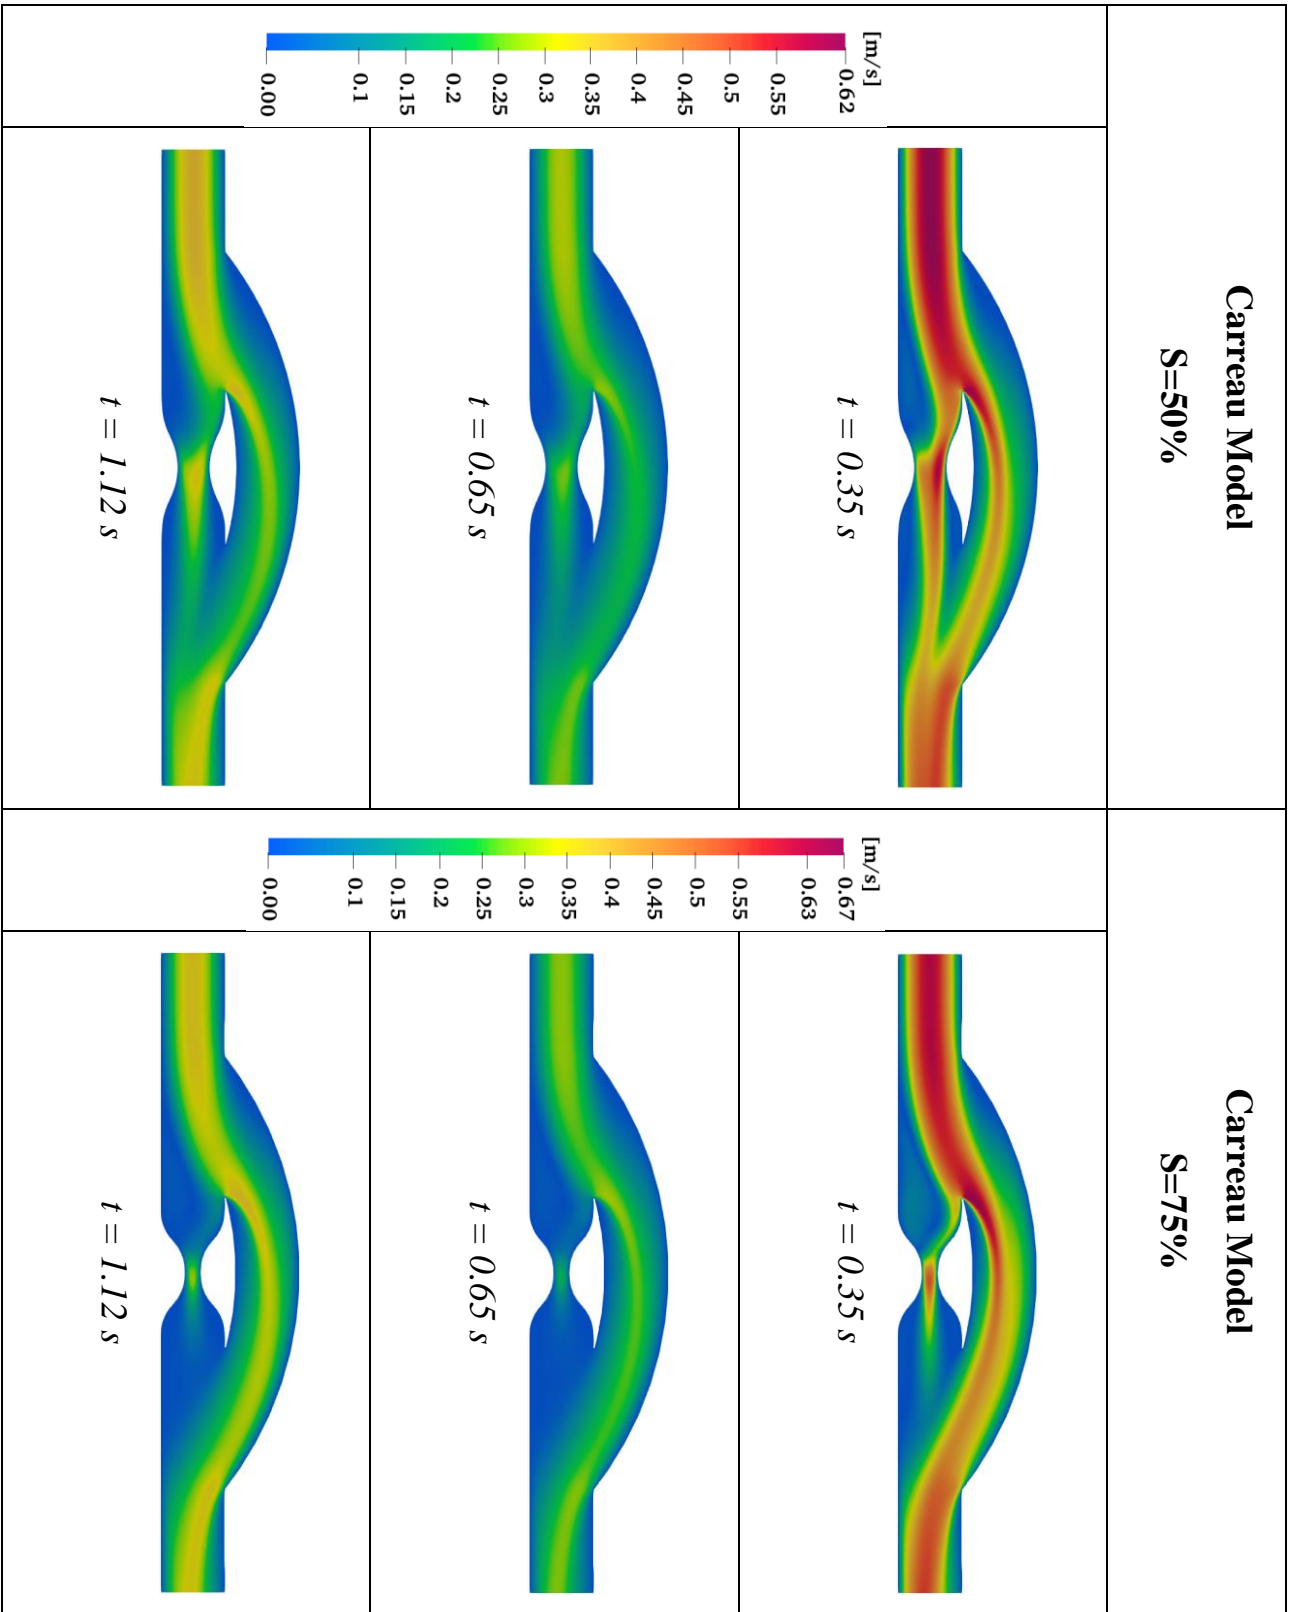 Carreau Model
S=50%
Carreau Model
S=75%
[m/s]
0.00 0.1 0.15 0.2 0.25 0.3 0.35 0.4 0.45 0.5 0.55 0.62
[m/s]
0.00 0.1 0.15 0.2 0.25 0.3 0.35 0.4 0.45 0.5 0.55 0.63 0.67
t = 0.35 s
t = 0.35 s
t = 0.65 s
t = 0.65 s
t = 1.12 s
t = 1.12 s